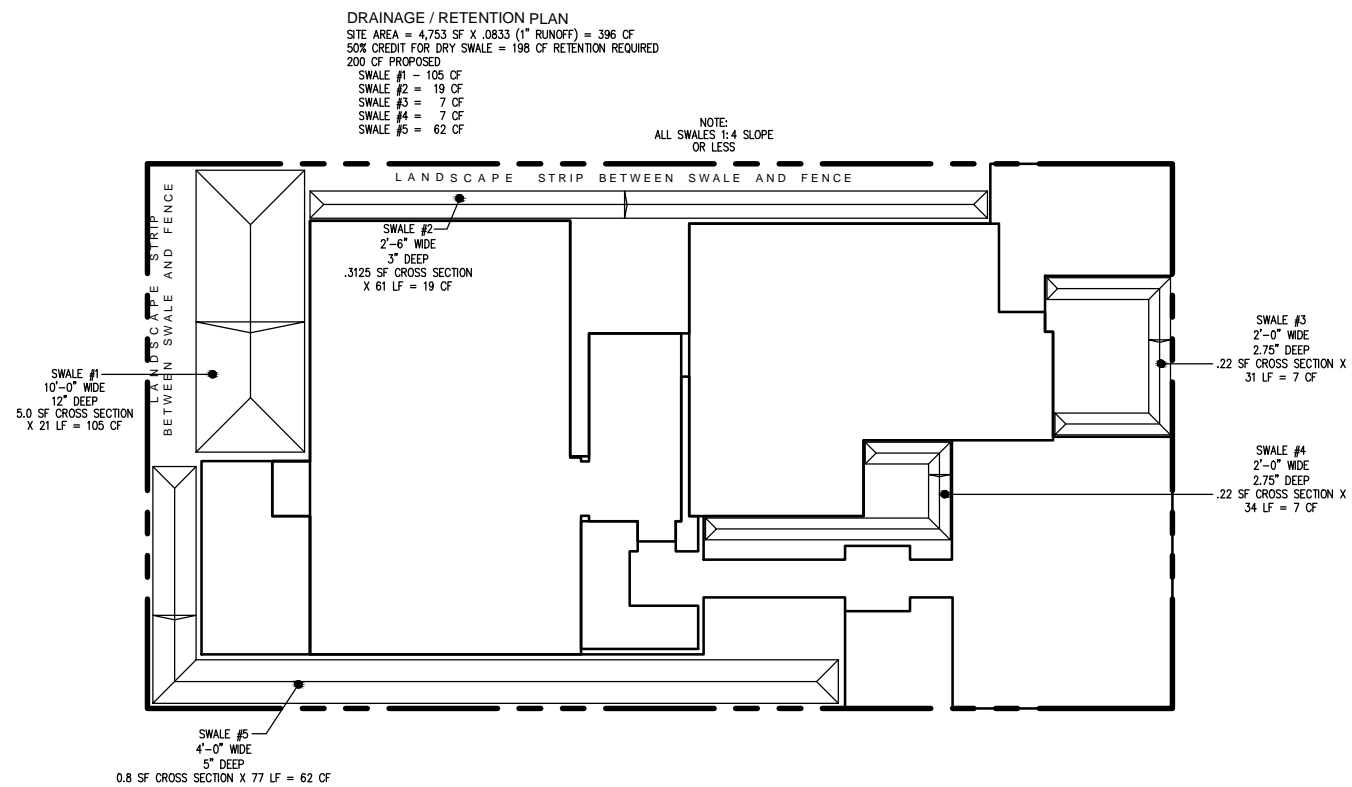 DRAINAGE / RETENTION PLAN
SITE AREA = 4,753 SF X .0833 (1" RUNOFF) = 396 CF
50% CREDIT FOR DRY SWALE = 198 CF RETENTION REQUIRED
200 CF PROPOSED
SWALE #1 - 105 CF
SWALE #2 = 19 CF
SWALE #3 = 7 CF
SWALE #4 = 7 CF
SWALE #5 = 62 CF
NOTE:
ALL SWALES 1:4 SLOPE
OR LESS
LANDSCAPE STRIP BETWEEN SWALE AND FENCE
LANDSCAPE STRIP
BETWEEN SWALE AND FENCE
SWALE #2
2'-6" WIDE
3" DEEP
.3125 SF CROSS SECTION
X 61 LF = 19 CF
SWALE #3
2'-0" WIDE
2.75" DEEP
.22 SF CROSS SECTION X
31 LF = 7 CF
SWALE #1
10'-0" WIDE
12" DEEP
5.0 SF CROSS SECTION
X 21 LF = 105 CF
SWALE #4
2'-0" WIDE
2.75" DEEP
.22 SF CROSS SECTION X
34 LF = 7 CF
SWALE #5
4'-0" WIDE
5" DEEP
0.8 SF CROSS SECTION X 77 LF = 62 CF